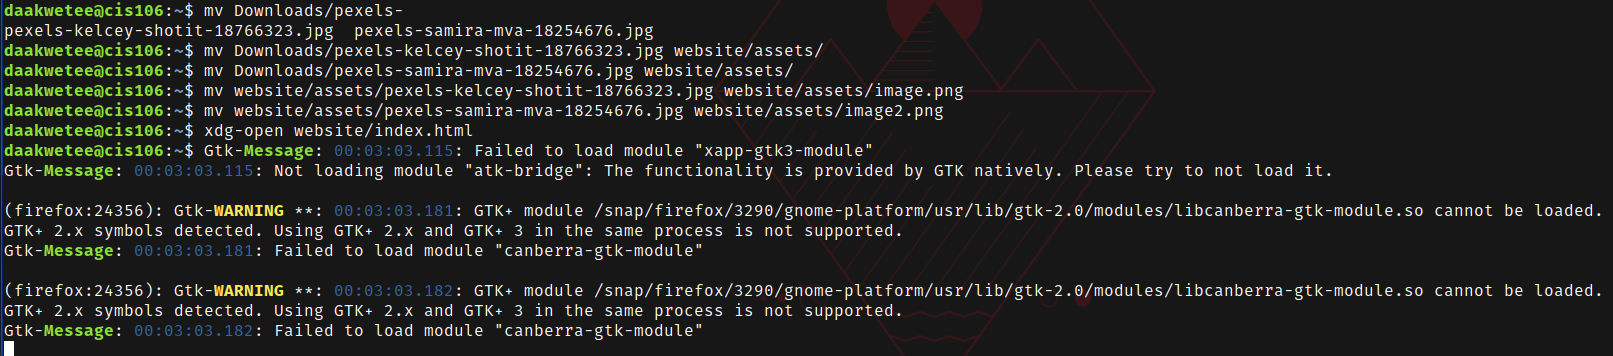 daakwetee@cis106:~$ mv Downloads/pexels-
pexels-kelcey-shotit-18766323.jpg  pexels-samira-mva-18254676.jpg
daakwetee@cis106:~$ mv Downloads/pexels-kelcey-shotit-18766323.jpg website/assets/
daakwetee@cis106:~$ mv Downloads/pexels-samira-mva-18254676.jpg website/assets/
daakwetee@cis106:~$ mv website/assets/pexels-kelcey-shotit-18766323.jpg website/assets/image.png
daakwetee@cis106:~$ mv website/assets/pexels-samira-mva-18254676.jpg website/assets/image2.png
daakwetee@cis106:~$ xdg-open website/index.html
daakwetee@cis106:~$ Gtk-Message: 00:03:03.115: Failed to load module "xapp-gtk3-module"
Gtk-Message: 00:03:03.115: Not loading module "atk-bridge": The functionality is provided by GTK natively. Please try to not load it.

(firefox:24356): Gtk-WARNING **: 00:03:03.181: GTK+ module /snap/firefox/3290/gnome-platform/usr/lib/gtk-2.0/modules/libcanberra-gtk-module.so cannot be loaded.
GTK+ 2.x symbols detected. Using GTK+ 2.x and GTK+ 3 in the same process is not supported.
Gtk-Message: 00:03:03.181: Failed to load module "canberra-gtk-module"

(firefox:24356): Gtk-WARNING **: 00:03:03.182: GTK+ module /snap/firefox/3290/gnome-platform/usr/lib/gtk-2.0/modules/libcanberra-gtk-module.so cannot be loaded.
GTK+ 2.x symbols detected. Using GTK+ 2.x and GTK+ 3 in the same process is not supported.
Gtk-Message: 00:03:03.182: Failed to load module "canberra-gtk-module"